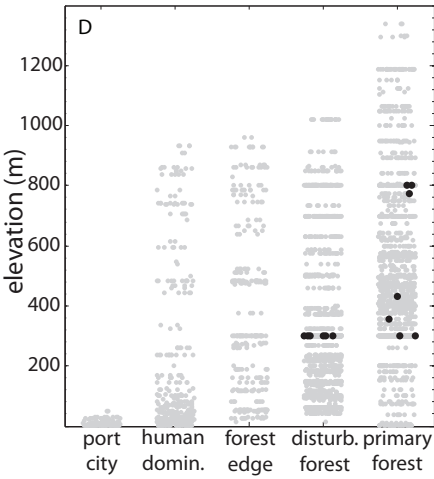 D
1200
1000
800
600
400
200
elevation (m)
port human forest disturb. primary
city domin. edge forest forest